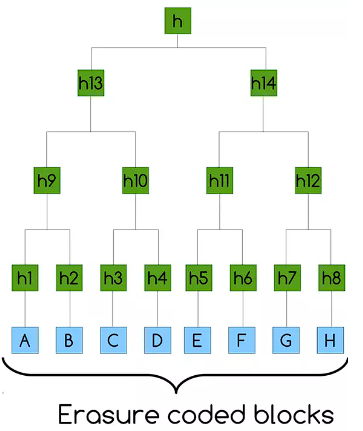 h
h13 h14
h9 h10 h11 h12
h1 h2 h3 h4 h5 h6 h7 h8
A B C D E F G H
Erasure coded blocks